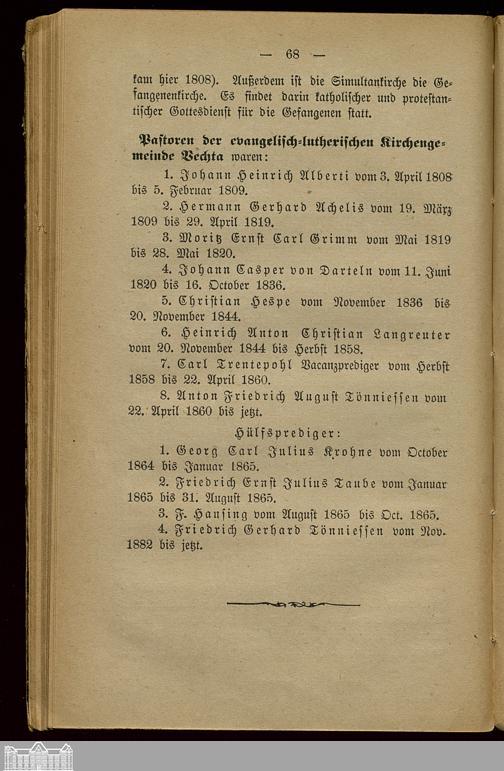 — 68 —
kam hier 1808). Außerdem ist die Simultankirche die Ge-
fangenenkirche. Es findet darin katholischer und protestan-
tischer Gottesdienst für die Gefangenen statt.
Pastoren der evangelisch-lutherischen Kirchenge-
meinde Vechta waren:
1. Johann Heinrich Alberti vom 3. April 1808
bis 5. Februar 1809.
2. Hermann Gerhard Achelis vom 19. März
1809 bis 29. April 1819.
3. Moritz Ernst Carl Grimm vom Mai 1819
bis 28. Mai 1820.
4. Johann Casper von Darteln vom 11. Juni
1820 bis 16. October 1836.
5. Christian Hespe vom November 1836 bis
20. November 1844.
6. Heinrich Anton Christian Langreuter
vom 20. November 1844 bis Herbst 1858.
7. Carl Trentepohl Vacanzprediger vom Herbst
1858 bis 22. April 1860.
8. Anton Friedrich August Tönniessen vom
22. April 1860 bis jetzt.
Hülfsprediger:
1. Georg Carl Julius Krohne vom October
1864 bis Januar 1865.
2. Friedrich Ernst Julius Taube vom Januar
1865 bis 31. August 1865.
3. F. Hansing vom August 1865 bis Oct. 1865.
4. Friedrich Gerhard Tönniessen vom Nov.
1882 bis jetzt.